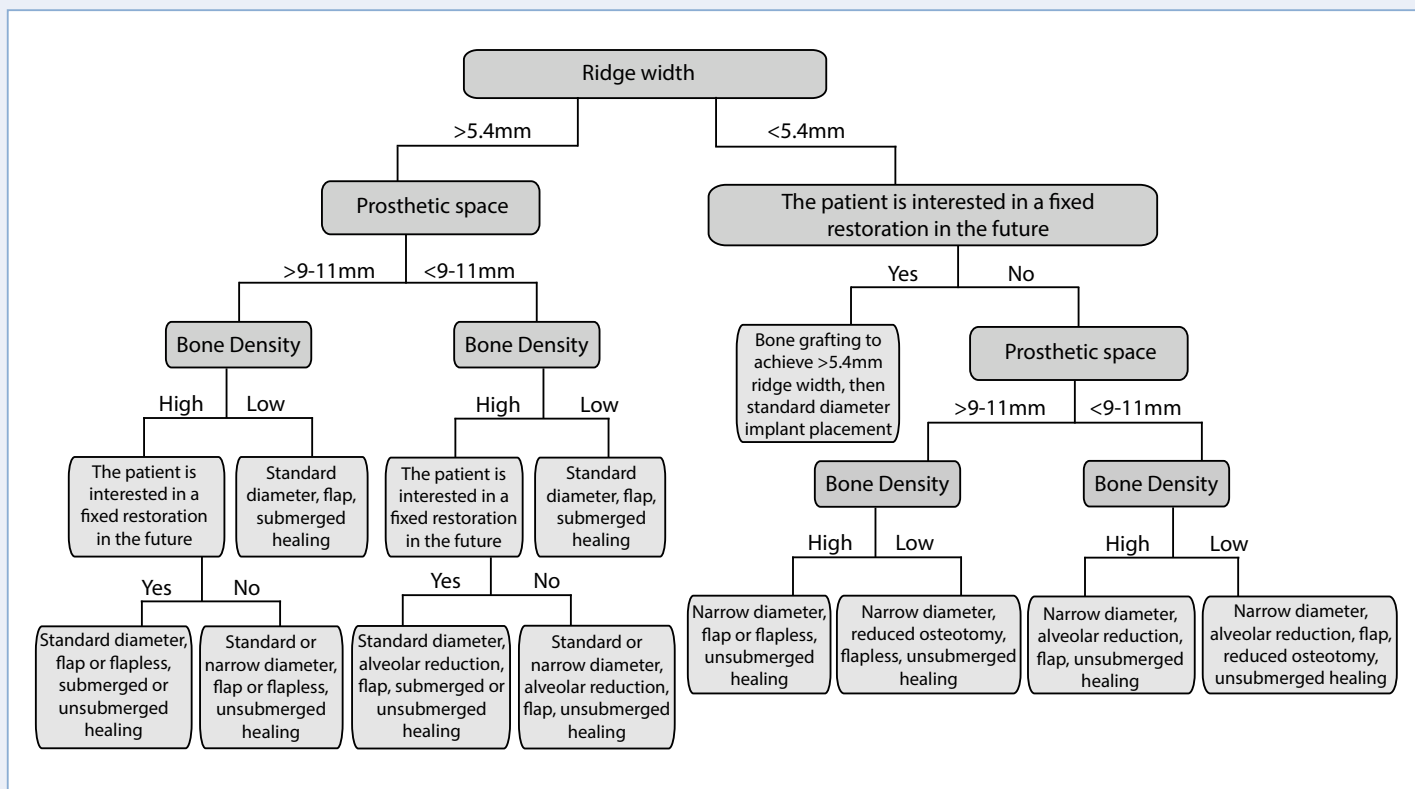 Ridge width
>5.4mm
<5.4mm
Prosthetic space
The patient is interested in a fixed
restoration in the future
>9-11mm
<9-11mm
Yes
No
Bone Density
Bone Density
Bone grafting to
achieve >5.4mm
ridge width, then
standard diameter
implant placement
Prosthetic space
High
Low
High
Low
>9-11mm
<9-11mm
The patient is
interested in a
fixed restoration
in the future
Standard
diameter, flap,
submerged
healing
The patient is
interested in a
fixed restoration
in the future
Standard
diameter, flap,
submerged
healing
Bone Density
Bone Density
High
Low
High
Low
Yes
No
Yes
No
Standard diameter,
flap or flapless,
submerged or
unsubmerged
healing
Standard or
narrow diameter,
flap or flapless,
unsubmerged
healing
Standard diameter,
alveolar reduction,
flap, submerged or
unsubmerged
healing
Standard or
narrow diameter,
alveolar reduction,
flap, unsubmerged
healing
Narrow diameter,
flap or flapless,
unsubmerged
healing
Narrow diameter,
reduced osteotomy,
flapless, unsubmerged
healing
Narrow diameter,
alveolar reduction,
flap, unsubmerged
healing
Narrow diameter,
alveolar reduction, flap,
reduced osteotomy,
unsubmerged healing